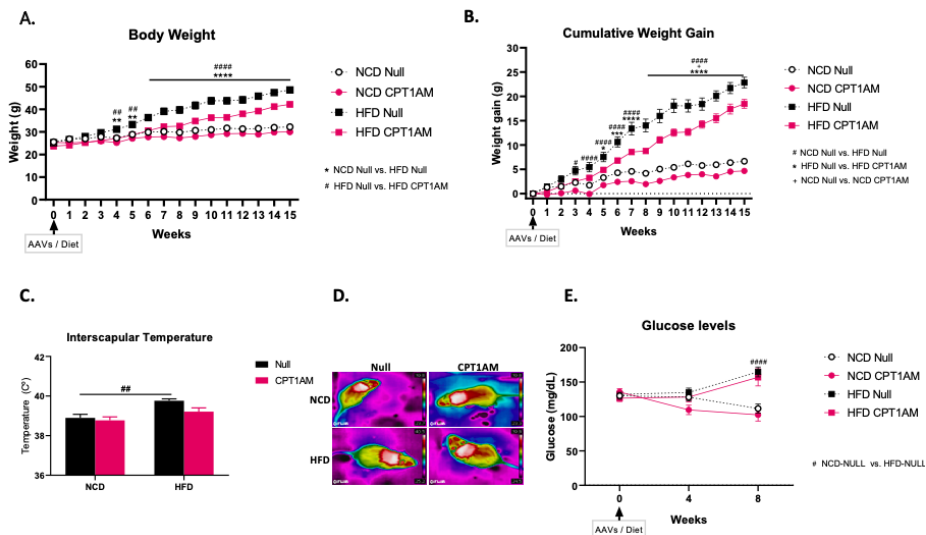 A.
Body Weight
Weight (g)
50
40
30
20
10
0
##
**
##
**
####
****
0 1 2 3 4 5 6 7 8 9 10 11 12 13 14 15
Weeks
AAVs / Diet
NCD Null
NCD CPT1AM
HFD Null
HFD CPT1AM
* NCD Null vs. HFD Null
# HFD Null vs. HFD CPT1AM
B.
Cumulative Weight Gain
Weight gain (g)
30
25
20
15
10
5
0
#
####
####
*
####
***
####
****
####
+
****
0 1 2 3 4 5 6 7 8 9 10 11 12 13 14 15
Weeks
AAVs / Diet
NCD Null
NCD CPT1AM
HFD Null
HFD CPT1AM
# NCD Null vs. HFD Null
* HFD Null vs. HFD CPT1AM
+ NCD Null vs. NCD CPT1AM
C.
Interscapular Temperature
Temperature (Cº)
42
40
38
36
##
NCD HFD
Null
CPT1AM
D.
Null CPT1AM
NCD
HFD
E.
Glucose levels
Glucose (mg/dL)
200
150
100
50
0
####
0 4 8
Weeks
AAVs / Diet
NCD Null
NCD CPT1AM
HFD Null
HFD CPT1AM
# NCD-NULL vs. HFD-NULL